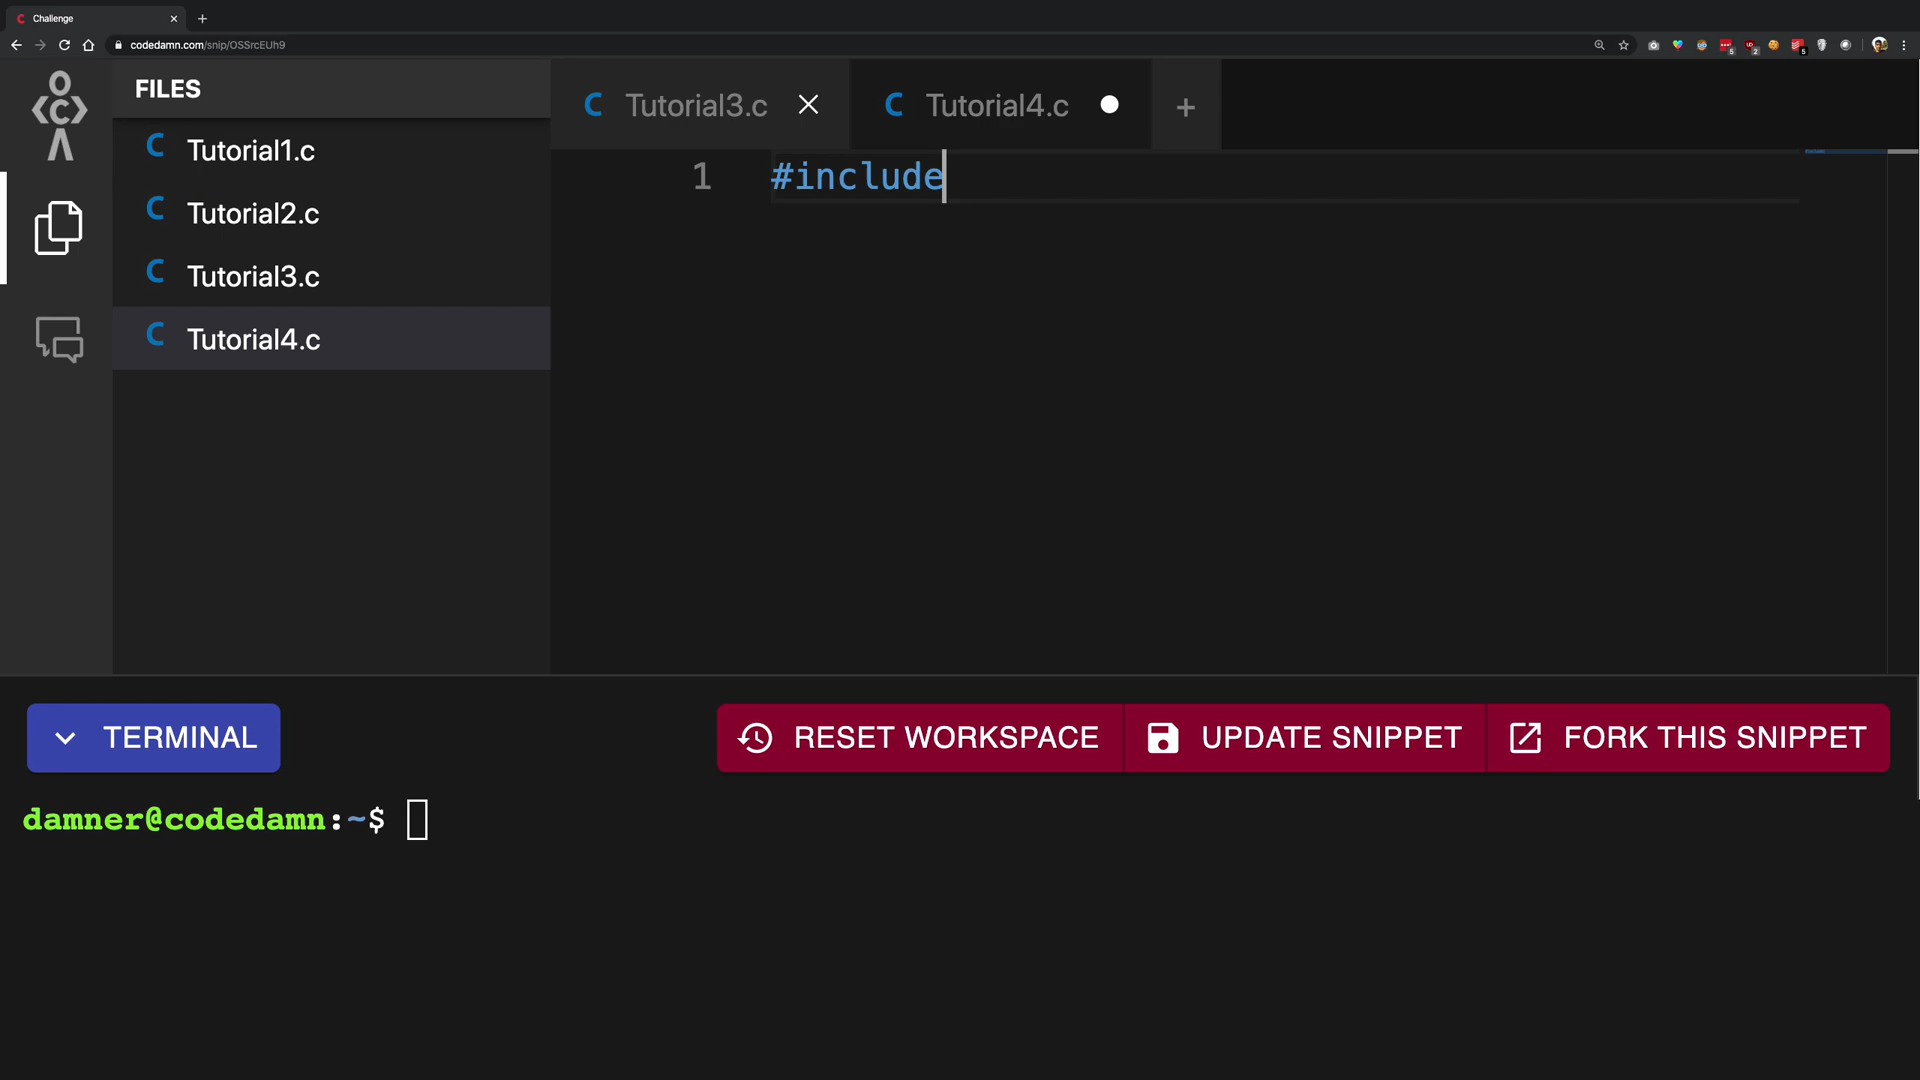 Challenge
codedamn.com/snip/OSSrcEUh9
FILES
Tutorial1.c
Tutorial2.c
Tutorial3.c
Tutorial4.c
Tutorial3.c
Tutorial4.c
1 #include
TERMINAL
RESET WORKSPACE
UPDATE SNIPPET
FORK THIS SNIPPET
damner@codedamn:~$